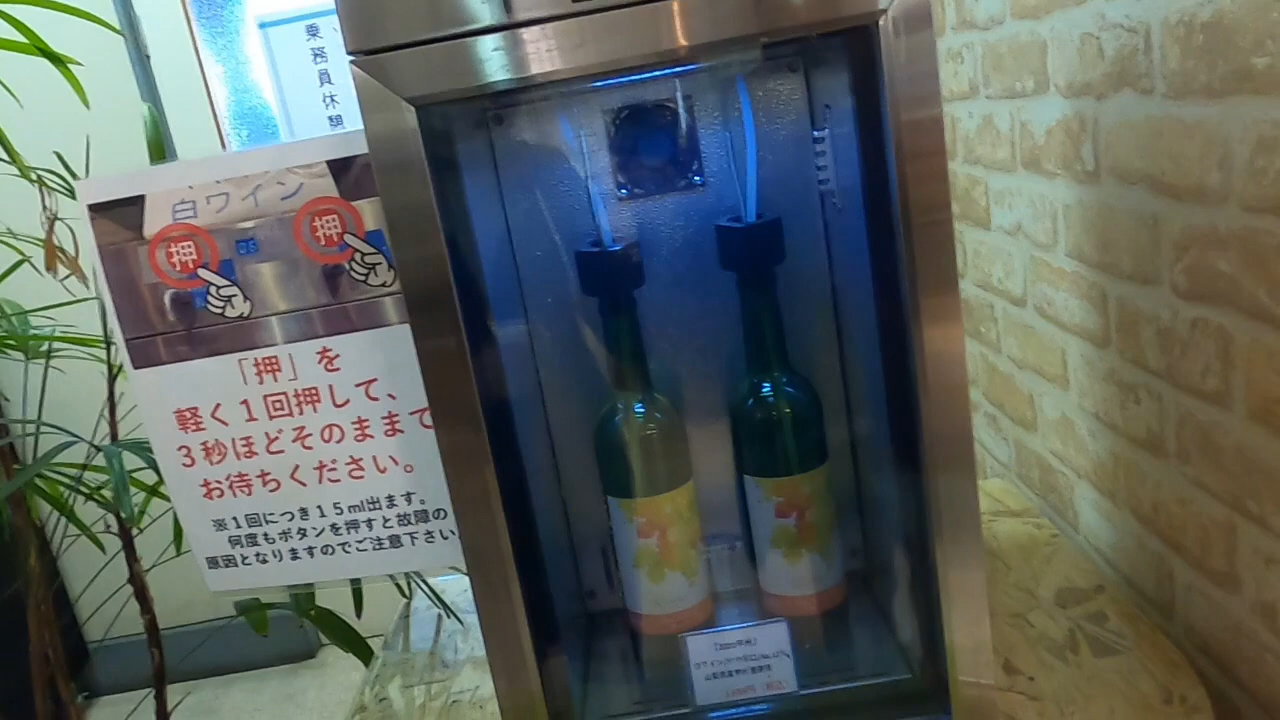 乗務員休憩
白ワイン
押
押
「押」を
軽く1回押して、
3秒ほどそのままで
お待ちください。
※1回につき15ml出ます。
何度もボタンを押すと故障の
原因となりますのでご注意下さい